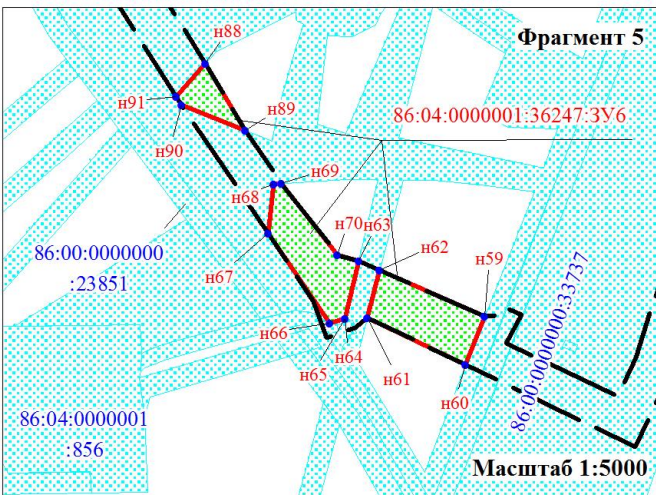 Фрагмент 5
н88
86:04:0000001:36247:ЗУ6
н91
н89
н90
н69
н68
н70
н63
н62
н59
86:00:0000000
:23851
н67
86:00:0000000:33737
н66
н64
н65
н61
н60
86:04:0000001
:856
Масштаб 1:5000